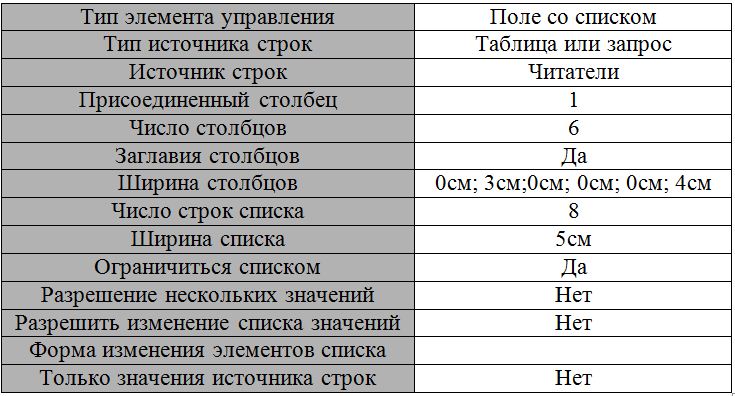 Тип элемента управления Поле со списком
Тип источника строк Таблица или запрос
Источник строк Читатели
Присоединенный столбец 1
Число столбцов 6
Заглавия столбцов Да
Ширина столбцов 0см; 3см;0см; 0см; 0см; 4см
Число строк списка 8
Ширина списка 5см
Ограничиться списком Да
Разрешение нескольких значений Нет
Разрешить изменение списка значений Нет
Форма изменения элементов списка
Только значения источника строк Нет